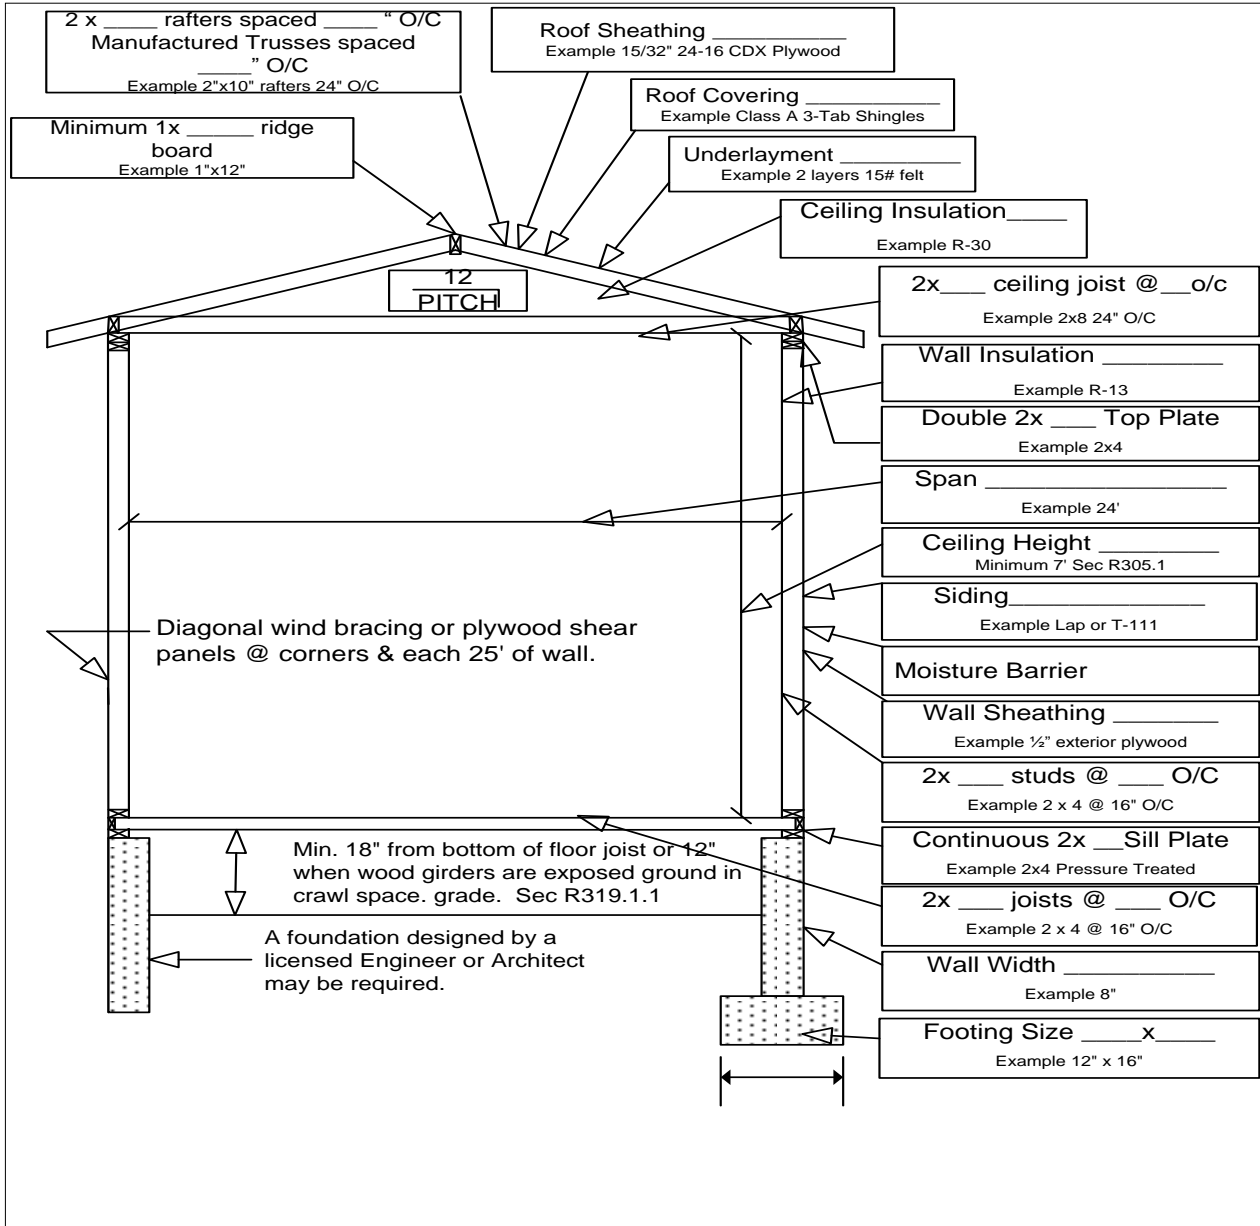 2 x ____ rafters spaced ____ “ O/C
Manufactured Trusses spaced
____” O/C
Example 2"x10" rafters 24" O/C
Roof Sheathing __________
Example 15/32" 24-16 CDX Plywood
Roof Covering __________
Example Class A 3-Tab Shingles
Minimum 1x _____ ridge
board
Example 1"x12"
Underlayment _________
Example 2 layers 15# felt
Ceiling Insulation____
Example R-30
12
PITCH
2x___ ceiling joist @__o/c
Example 2x8 24" O/C
Wall Insulation _________
Example R-13
Double 2x ___ Top Plate
Example 2x4
Span __________________
Example 24'
Ceiling Height _________
Minimum 7' Sec R305.1
Siding______________
Example Lap or T-111
Diagonal wind bracing or plywood shear
panels @ corners & each 25' of wall.
Moisture Barrier
Wall Sheathing _______
Example ½” exterior plywood
2x ___ studs @ ___ O/C
Example 2 x 4 @ 16" O/C
Continuous 2x __Sill Plate
Example 2x4 Pressure Treated
Min. 18" from bottom of floor joist or 12"
when wood girders are exposed ground in
crawl space. grade.  Sec R319.1.1
2x ___ joists @ ___ O/C
Example 2 x 4 @ 16" O/C
A foundation designed by a
licensed Engineer or Architect
may be required.
Wall Width __________
Example 8"
Footing Size ____x____
Example 12" x 16"